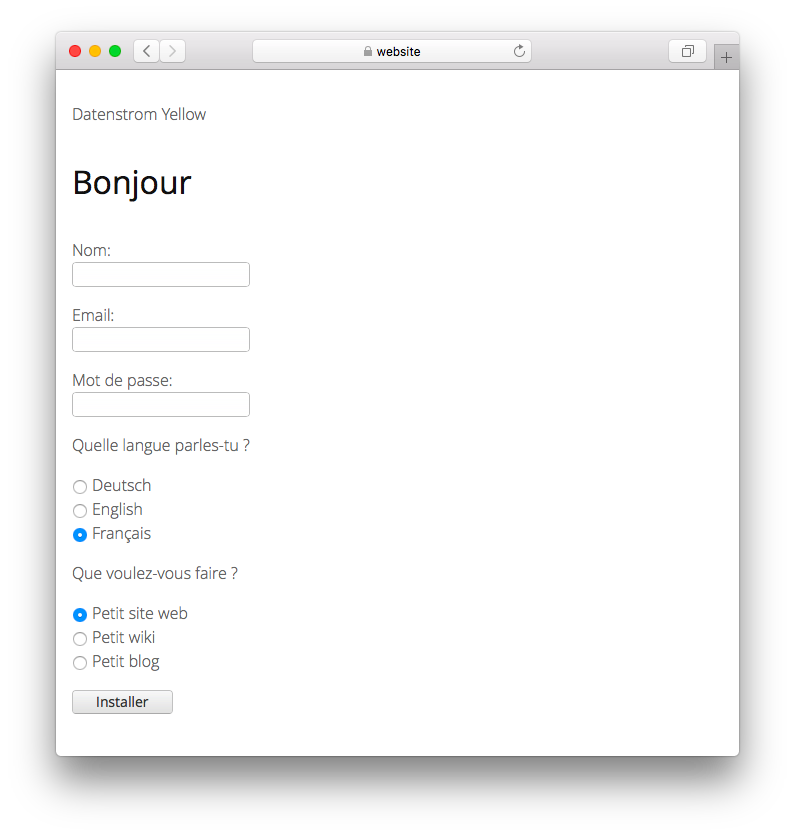 website
Datenstrom Yellow
Bonjour
Nom:
Email:
Mot de passe:
Quelle langue parles-tu ?
Deutsch
English
Français
Que voulez-vous faire ?
Petit site web
Petit wiki
Petit blog
Installer